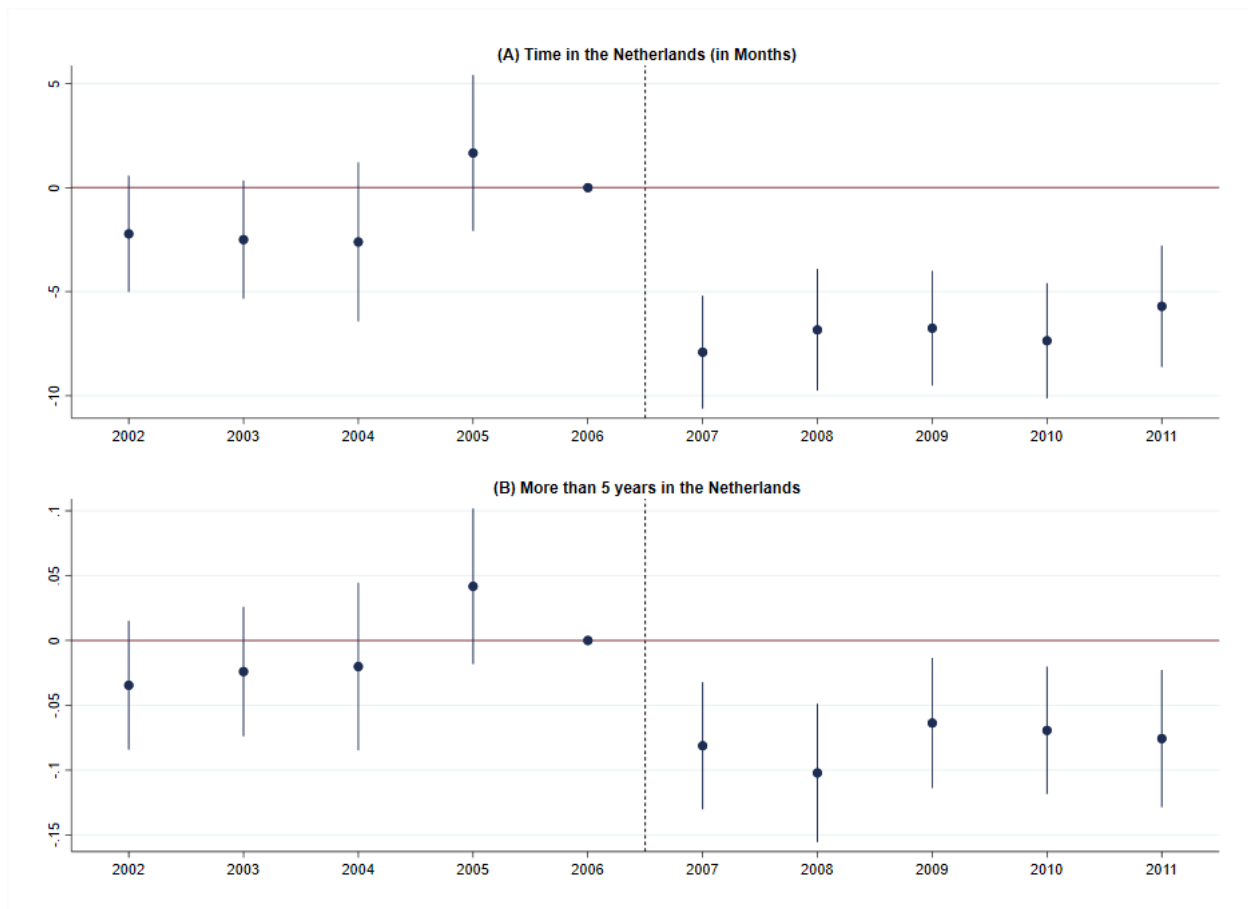 (A) Time in the Netherlands (in Months)
5
0
-5
-10
2002 2003 2004 2005 2006 2007 2008 2009 2010 2011
(B) More than 5 years in the Netherlands
.1
.05
0
-.05
-.1
-.15
2002 2003 2004 2005 2006 2007 2008 2009 2010 2011